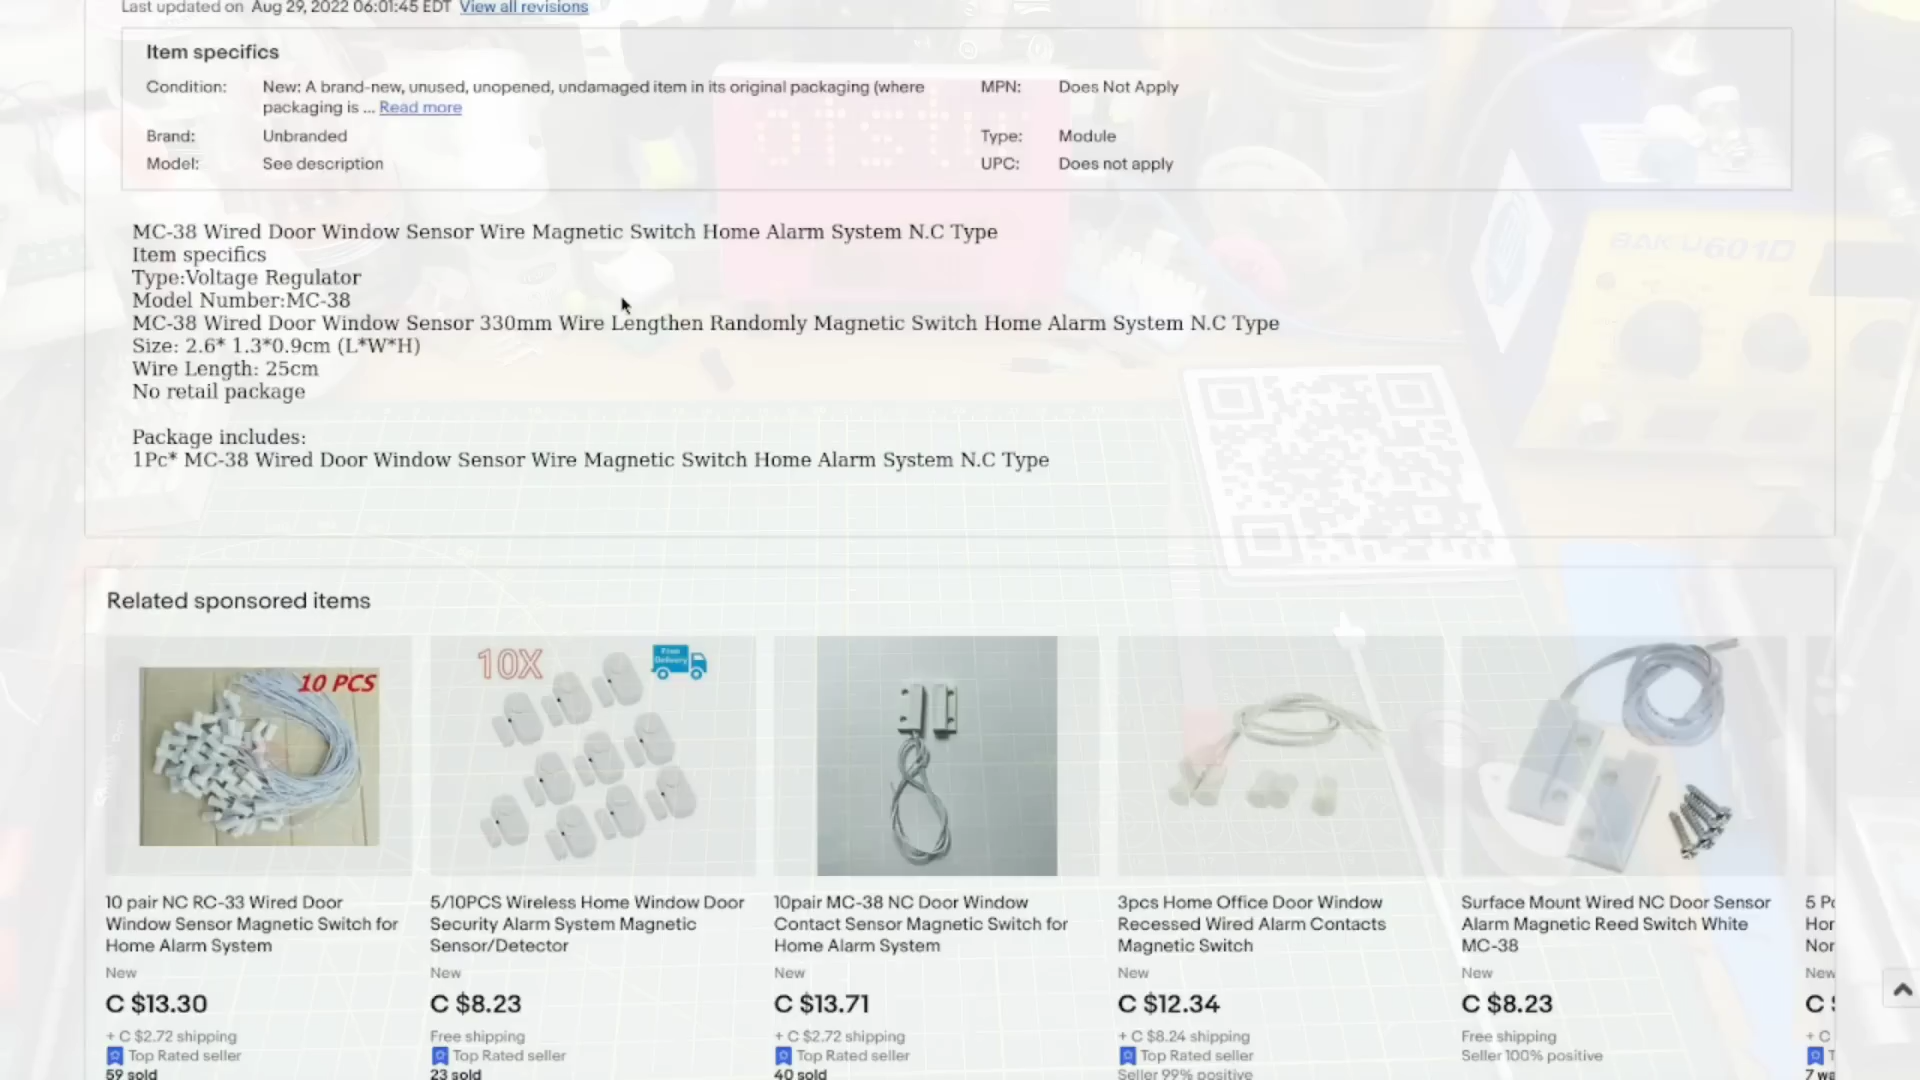 Last updated on Aug 29, 2022 06:01:45 EDT View all revisions
Item specifics
Condition: New: A brand-new, unused, unopened, undamaged item in its original packaging (where packaging is ... Read more
MPN: Does Not Apply
Brand: Unbranded
Type: Module
Model: See description
UPC: Does not apply
MC-38 Wired Door Window Sensor Wire Magnetic Switch Home Alarm System N.C Type
Item specifics
Type:Voltage Regulator
Model Number:MC-38
MC-38 Wired Door Window Sensor 330mm Wire Lengthen Randomly Magnetic Switch Home Alarm System N.C Type
Size: 2.6* 1.3*0.9cm (L*W*H)
Wire Length: 25cm
No retail package
Package includes:
1Pc* MC-38 Wired Door Window Sensor Wire Magnetic Switch Home Alarm System N.C Type
BAKU 601D
Related sponsored items
10 PCS
10X
Free Delivery
10 pair NC RC-33 Wired Door
Window Sensor Magnetic Switch for
Home Alarm System
New
C $13.30
+ C $2.72 shipping
Top Rated seller
59 sold
5/10PCS Wireless Home Window Door
Security Alarm System Magnetic
Sensor/Detector
New
C $8.23
Free shipping
Top Rated seller
23 sold
10pair MC-38 NC Door Window
Contact Sensor Magnetic Switch for
Home Alarm System
New
C $13.71
+ C $2.72 shipping
Top Rated seller
40 sold
3pcs Home Office Door Window
Recessed Wired Alarm Contacts
Magnetic Switch
New
C $12.34
+ C $8.24 shipping
Top Rated seller
Seller 99% positive
Surface Mount Wired NC Door Sensor
Alarm Magnetic Reed Switch White
MC-38
New
C $8.23
Free shipping
Seller 100% positive
New